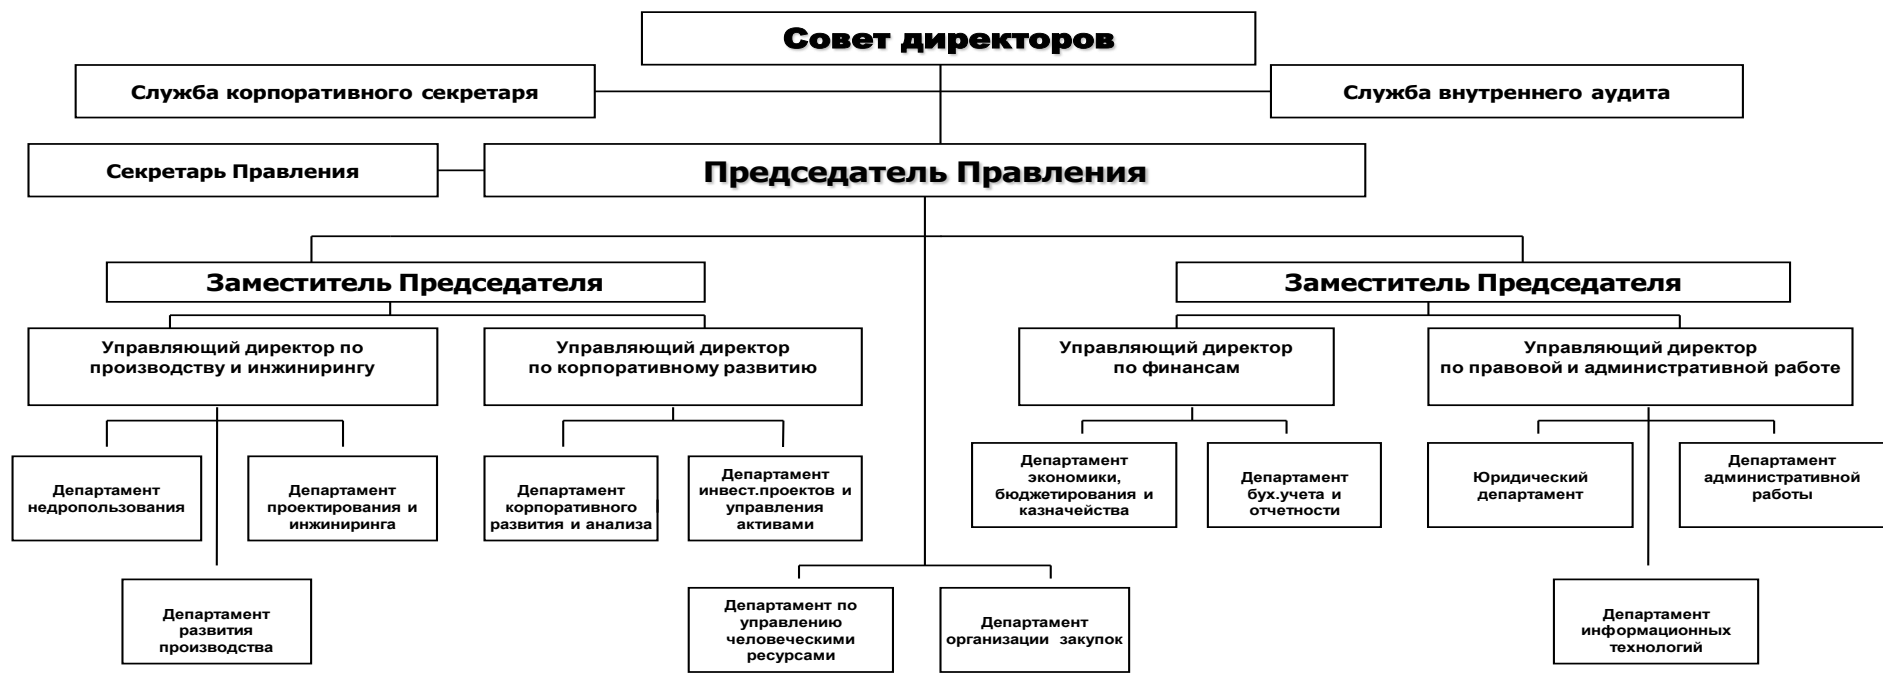 Совет директоров
Служба корпоративного секретаря
Служба внутреннего аудита
Секретарь Правления
Председатель Правления
Заместитель Председателя
Заместитель Председателя
Управляющий директор по
производству и инжинирингу
Управляющий директор
по корпоративному развитию
Управляющий директор
по финансам
Управляющий директор
по правовой и административной работе
Департамент
недропользования
Департамент
проектирования и
инжиниринга
Департамент
корпоративного
развития и анализа
Департамент
инвест.проектов и
управления
активами
Департамент
экономики,
бюджетирования и
казначейства
Департамент
бух.учета и
отчетности
Юридический
департамент
Департамент
административной
работы
Департамент
развития
производства
Департамент по
управлению
человеческими
ресурсами
Департамент
организации закупок
Департамент
информационных
технологий